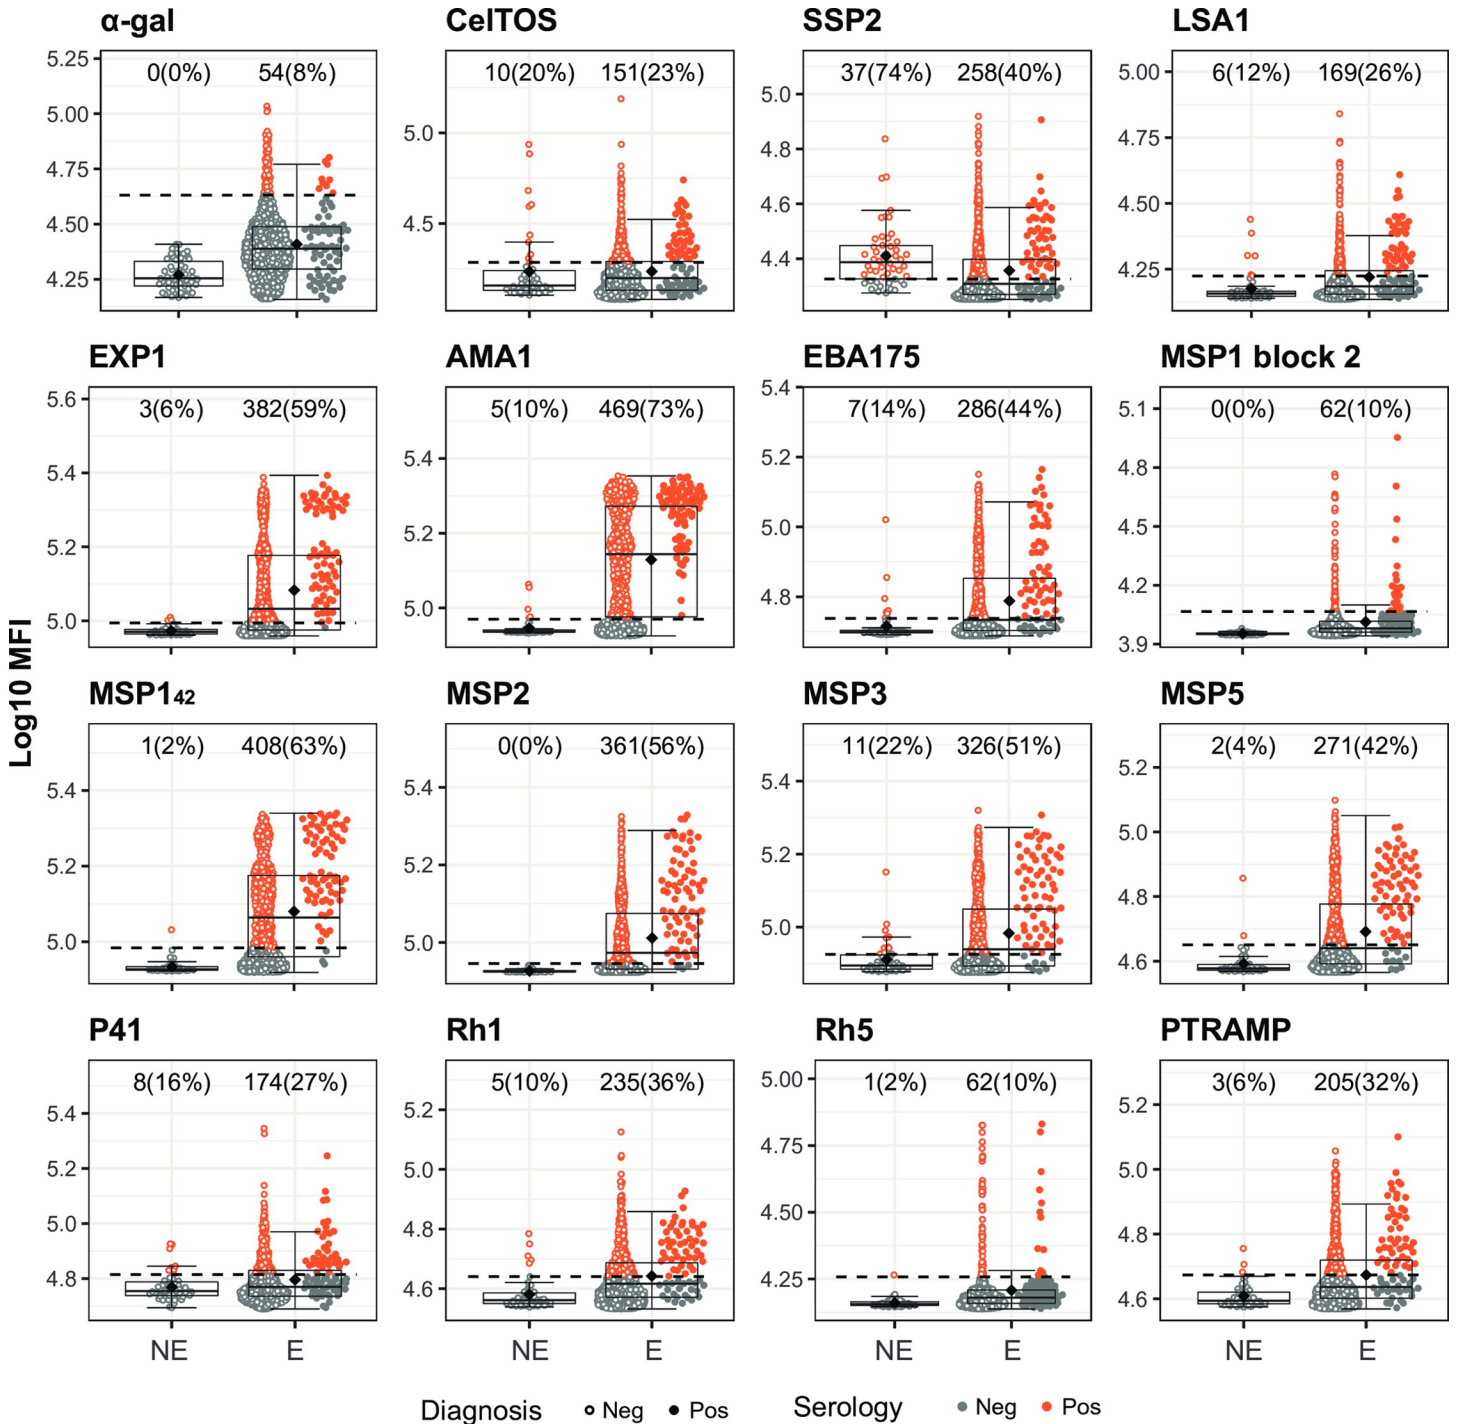 α-gal CelTOS SSP2 LSA1
0(0%) 54(8%) 10(20%) 151(23%) 37(74%) 258(40%) 6(12%) 169(26%)
5.25 5.00 4.75 4.50 4.25
5.0 4.5
5.0 4.8 4.6 4.4
5.00 4.75 4.50 4.25
EXP1 AMA1 EBA175 MSP1 block 2
3(6%) 382(59%) 5(10%) 469(73%) 7(14%) 286(44%) 0(0%) 62(10%)
5.6 5.4 5.2 5.0
5.4 5.2 5.0
5.4 5.2 5.0 4.8
5.1 4.8 4.5 4.2 3.9
Log10 MFI
MSP142 MSP2 MSP3 MSP5
1(2%) 408(63%) 0(0%) 361(56%) 11(22%) 326(51%) 2(4%) 271(42%)
5.4 5.2 5.0
5.4 5.2 5.0
5.4 5.2 5.0
5.2 5.0 4.8 4.6
P41 Rh1 Rh5 PTRAMP
8(16%) 174(27%) 5(10%) 235(36%) 1(2%) 62(10%) 3(6%) 205(32%)
5.4 5.2 5.0 4.8
5.2 5.0 4.8 4.6
5.00 4.75 4.50 4.25
5.2 5.0 4.8 4.6
NE E NE E NE E NE E
Diagnosis Neg Pos Serology Neg Pos